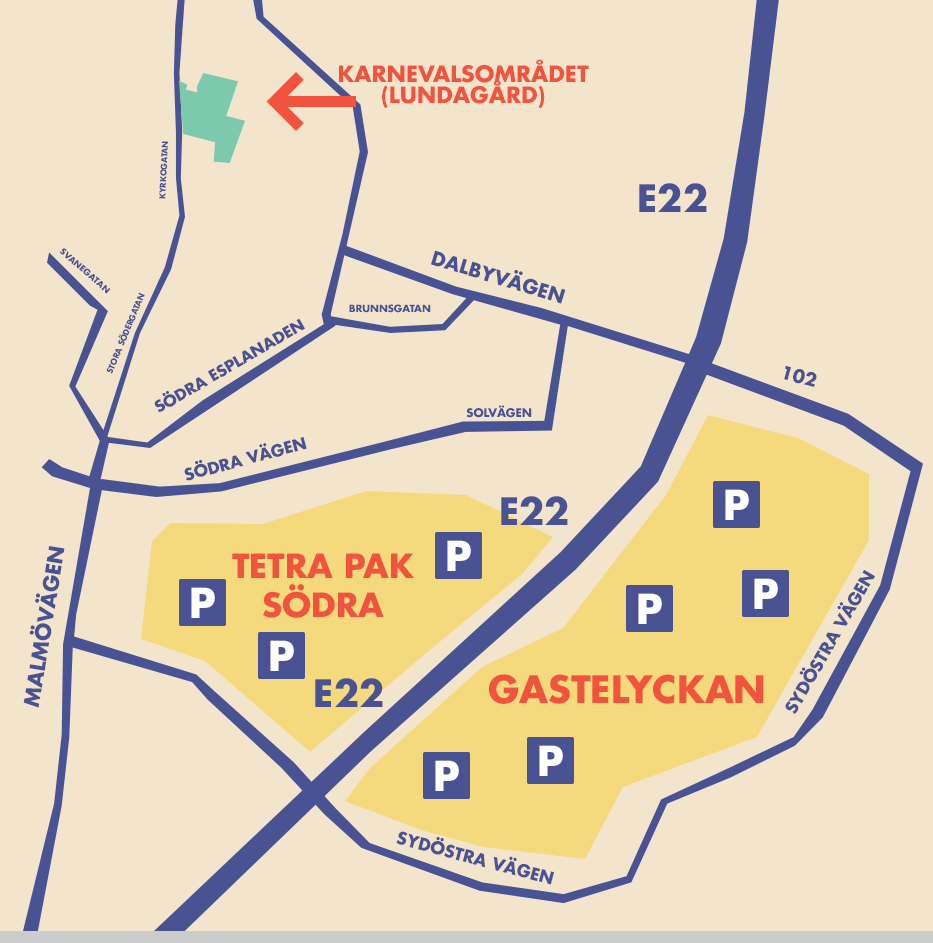 KARNEVALSOMRÅDET
(LUNDAGÅRD)
KYRKOGATAN
E22
SVANEGATAN
DALBYVÄGEN
STORA SÖDERGATAN
BRUNNSGATAN
SÖDRA ESPLANADEN
102
SOLVÄGEN
SÖDRA VÄGEN
E22
P
P
TETRA PAK
SÖDRA
P
P
P
P
P
MALMÖVÄGEN
E22
SYDÖSTRA VÄGEN
GASTELYCKAN
P
P
SYDÖSTRA VÄGEN